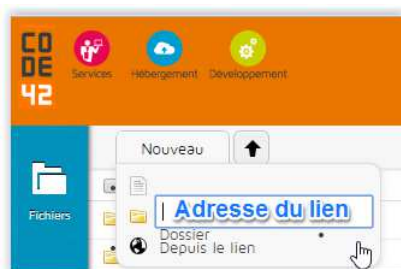 CO
DE
42
Services
Hébergement
Développement
Nouveau
Adresse du lien
Fichiers
Dossier
Depuis le lien